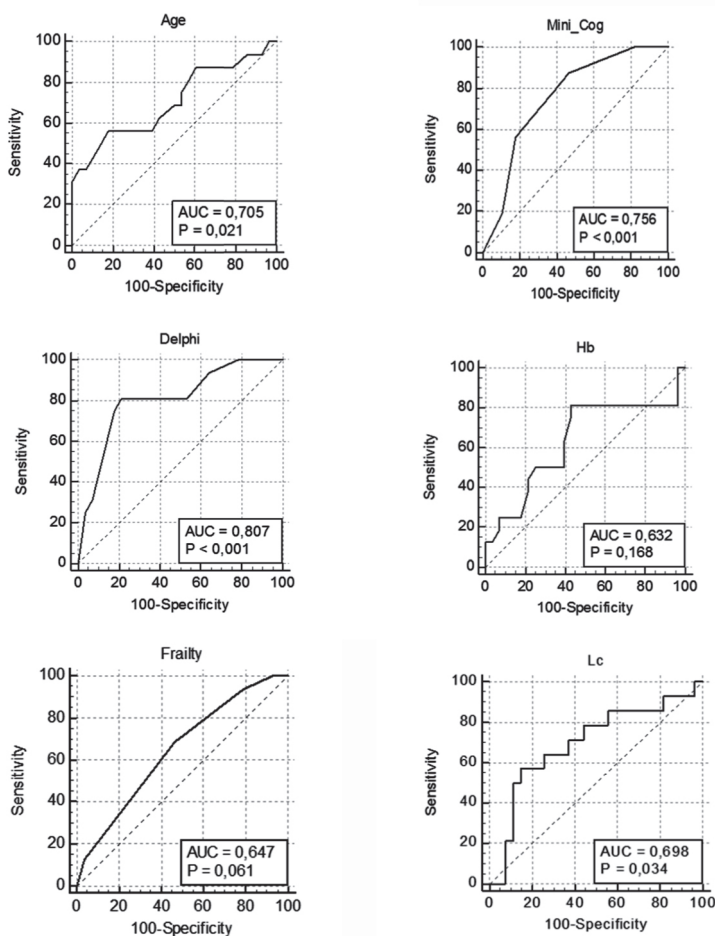 Age
100
80
60
40
20
0
Sensitivity
AUC = 0,705
P = 0,021
0 20 40 60 80 100
100-Specificity
Mini_Cog
100
80
60
40
20
0
Sensitivity
AUC = 0,756
P < 0,001
0 20 40 60 80 100
100-Specificity
Delphi
100
80
60
40
20
0
Sensitivity
AUC = 0,807
P < 0,001
0 20 40 60 80 100
100-Specificity
Hb
100
80
60
40
20
0
Sensitivity
AUC = 0,632
P = 0,168
0 20 40 60 80 100
100-Specificity
Frailty
100
80
60
40
20
0
Sensitivity
AUC = 0,647
P = 0,061
0 20 40 60 80 100
100-Specificity
Lc
100
80
60
40
20
0
Sensitivity
AUC = 0,698
P = 0,034
0 20 40 60 80 100
100-Specificity